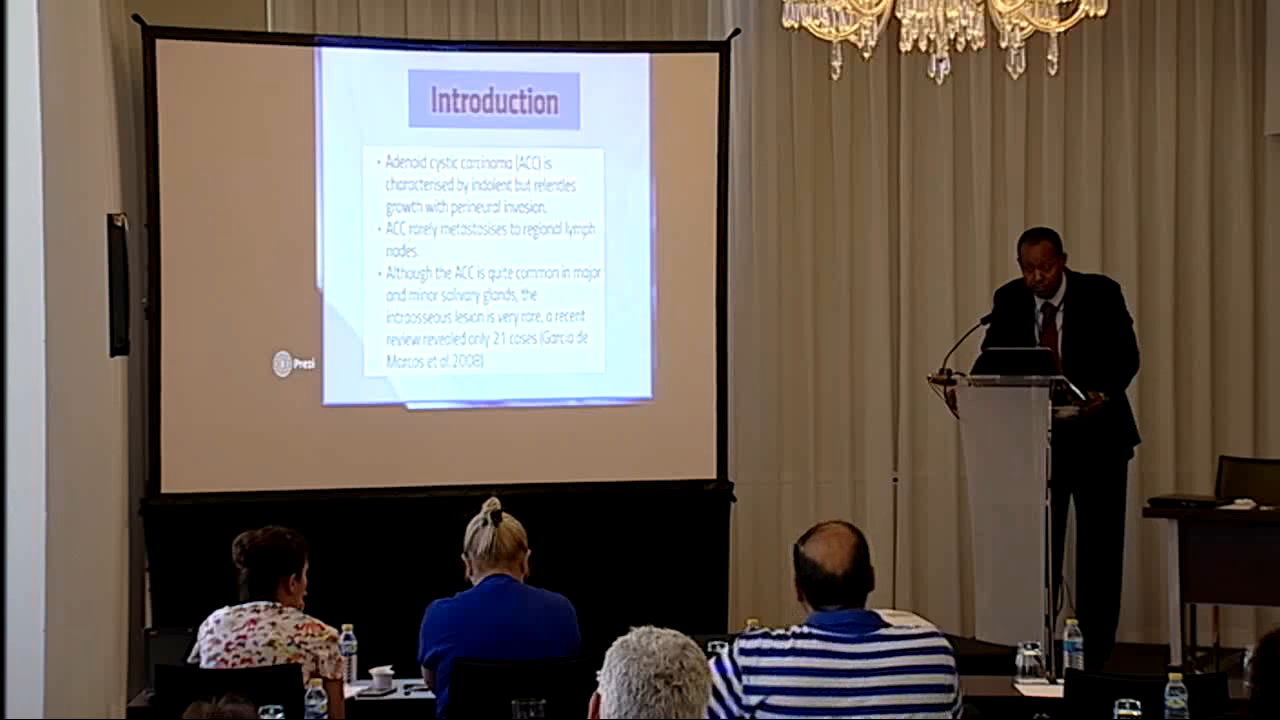 Introduction
• Adenoid cystic carcinoma (ACC) is
characterised by indolent but relentles
growth with perineural invasion.
• ACC rarely metastasises to regional lymph
nodes.
• Although the ACC is quite common in major
and minor salivary glands, the
intraosseous lesion is very rare, a recent
review revealed only 21 cases (Garcia de
Marcos et al 2008)
Prezi